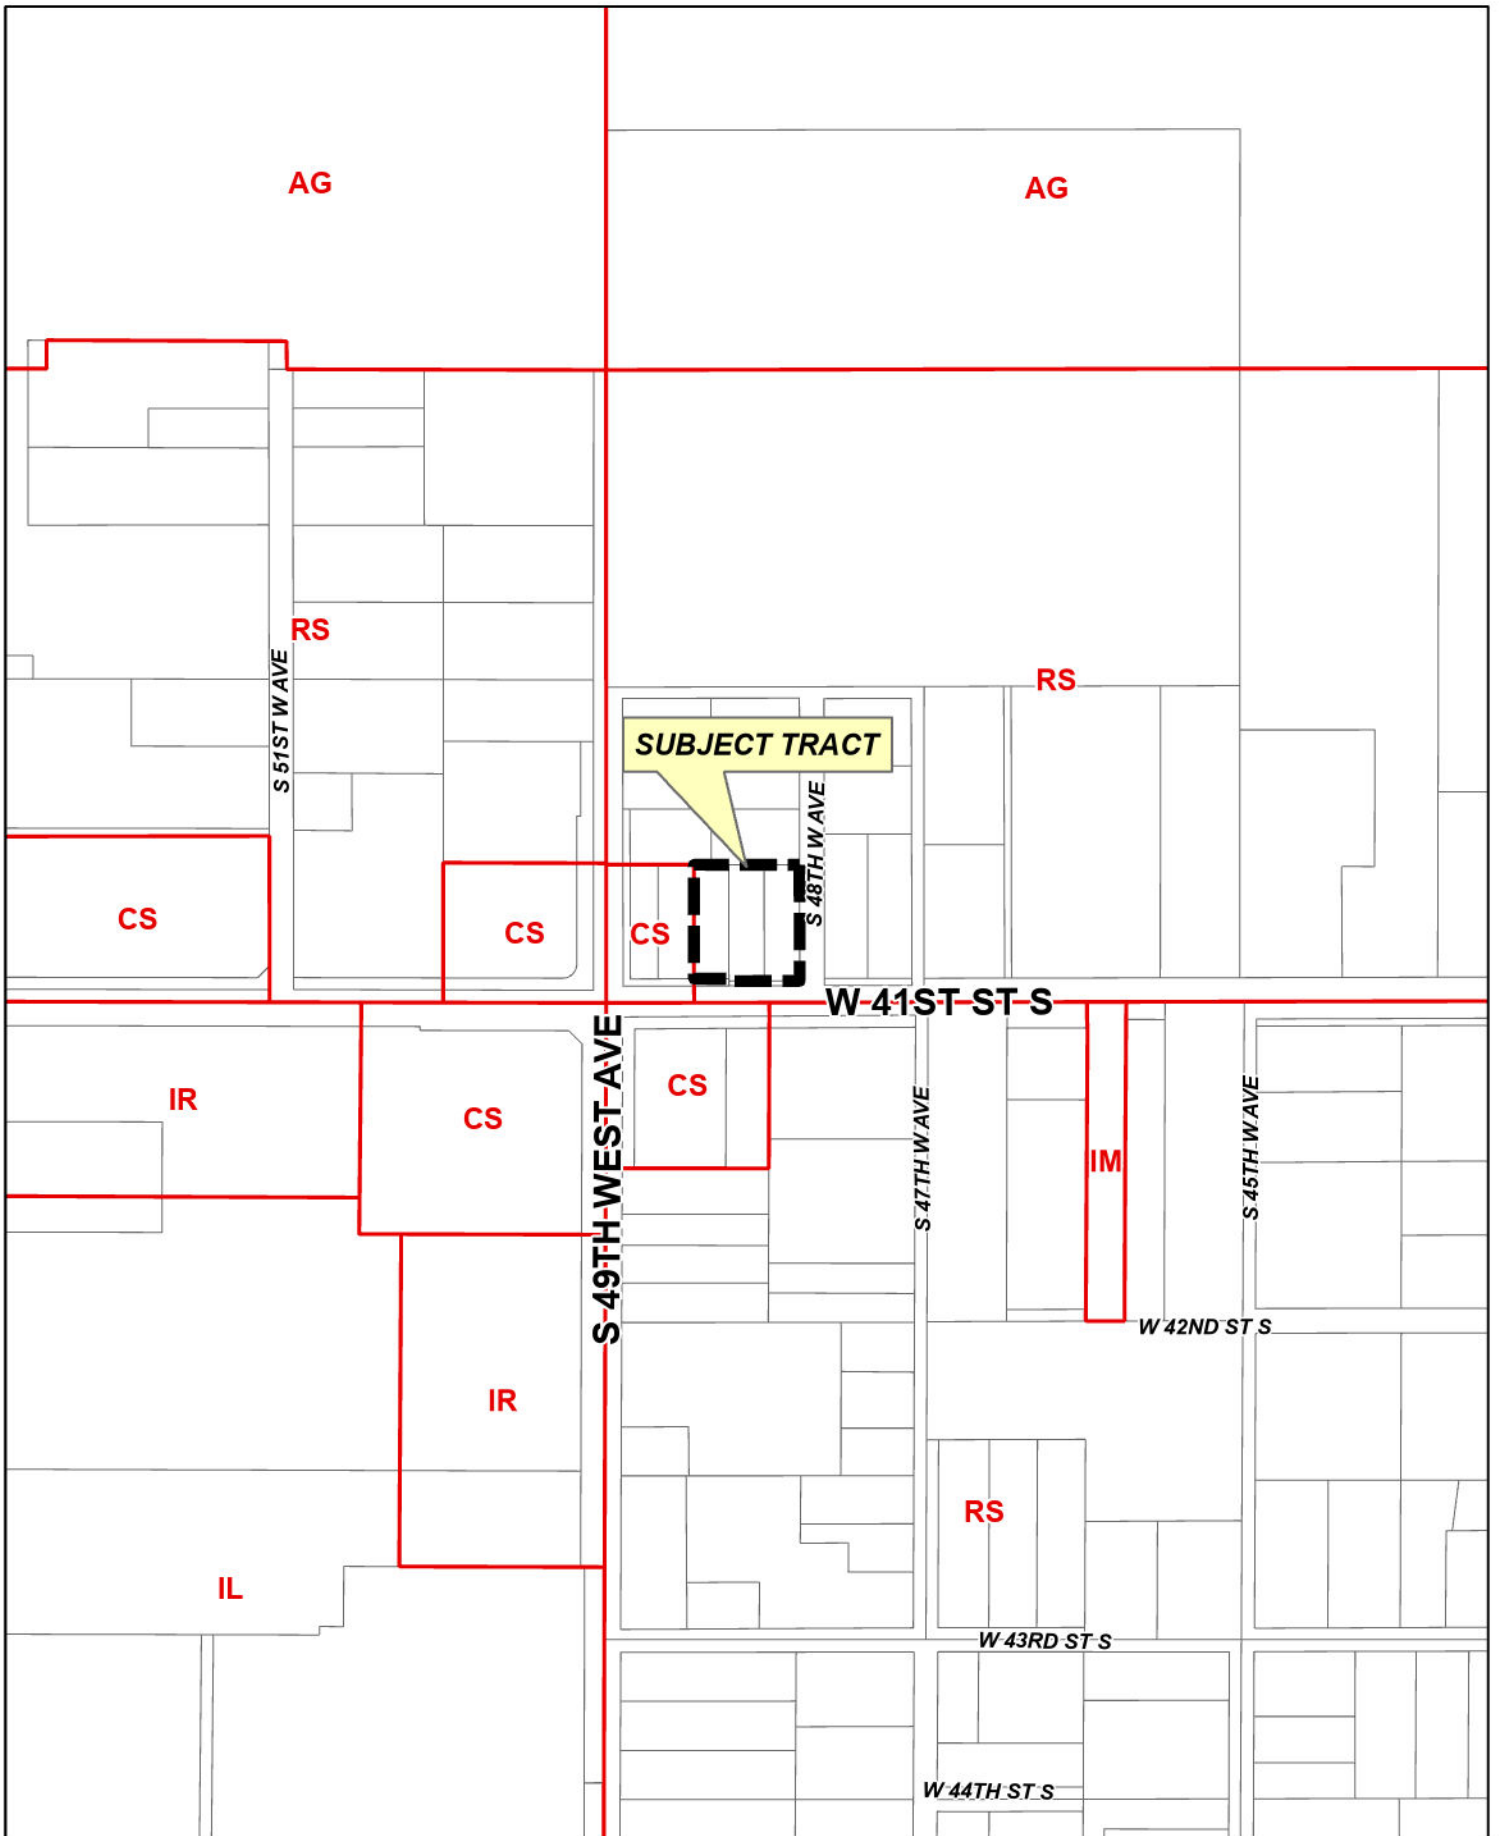 AG
AG
RS
S 51ST W AVE
RS
SUBJECT TRACT
S 48TH W AVE
CS
CS
CS
W 41ST ST S
S 49TH WEST AVE
IR
CS
CS
S 47TH W AVE
IM
S 45TH W AVE
W 42ND ST S
IR
RS
IL
W 43RD ST S
W 44TH ST S